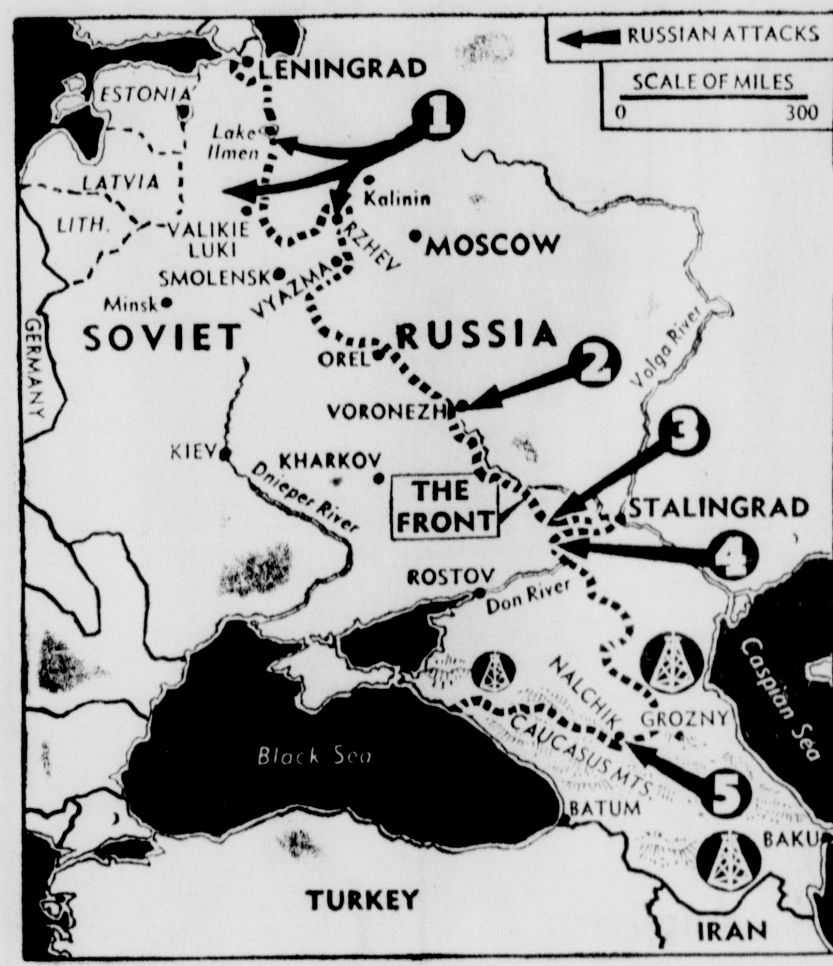 RUSSIAN ATTACKS
SCALE OF MILES
0 300
LENINGRAD
ESTONIA
1
Lake
Ilmen
LATVIA
Kalinin
LITH.
VALIKIE
LUKI
RZHEV
MOSCOW
SMOLENSK
VYAZMA
Minsk
GERMANY
SOVIET RUSSIA
Volga River
OREL
2
VORONEZH
3
KIEV
KHARKOV
Dnieper River
THE
FRONT
STALINGRAD
4
ROSTOV
Don River
NALCHIK
GROZNY
Caspian Sea
CAUCASUS MTS.
Black Sea
5
BATUM
BAKU
TURKEY
IRAN